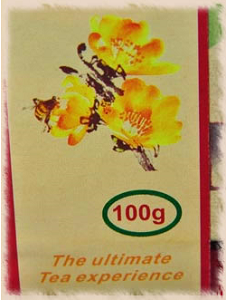 100g
The ultimate
Tea experience